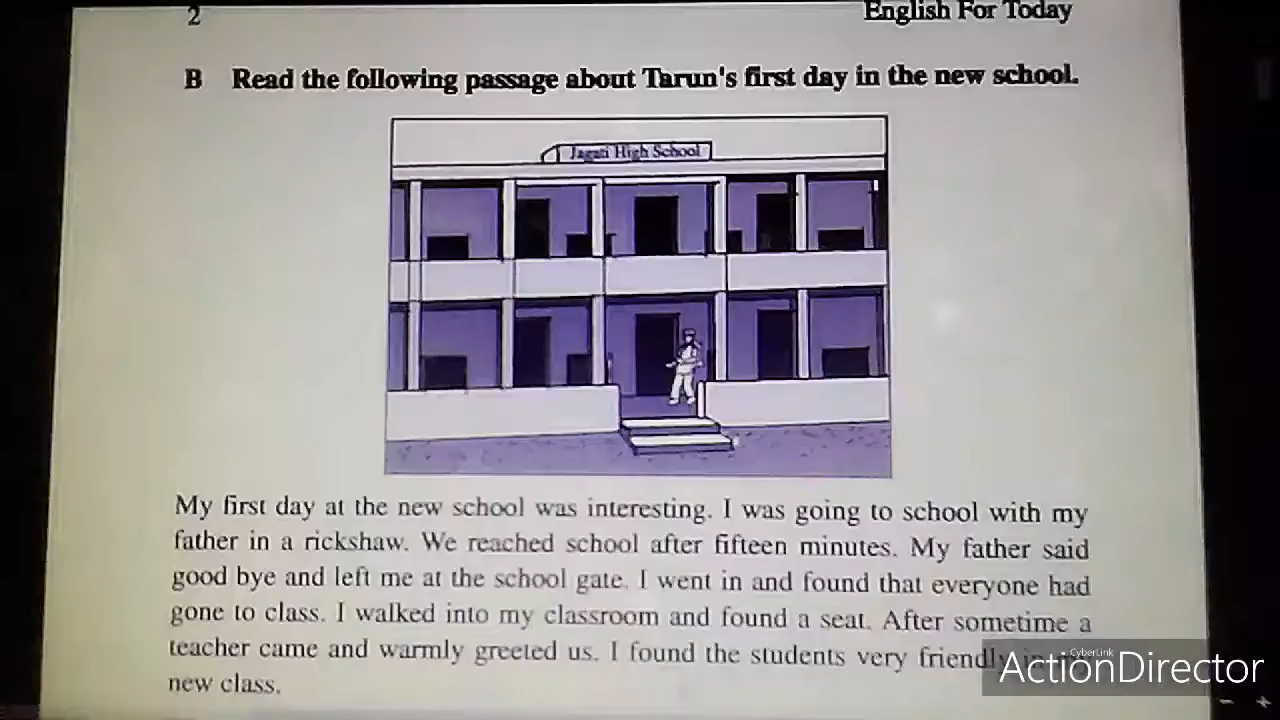 2 English For Today
B Read the following passage about Tarun's first day in the new school.
Jagati High School
My first day at the new school was interesting. I was going to school with my
father in a rickshaw. We reached school after fifteen minutes. My father said
good bye and left me at the school gate. I went in and found that everyone had
gone to class. I walked into my classroom and found a seat. After sometime a
teacher came and warmly greeted us. I found the students very friendly in
new class.
CyberLink
ActionDirector